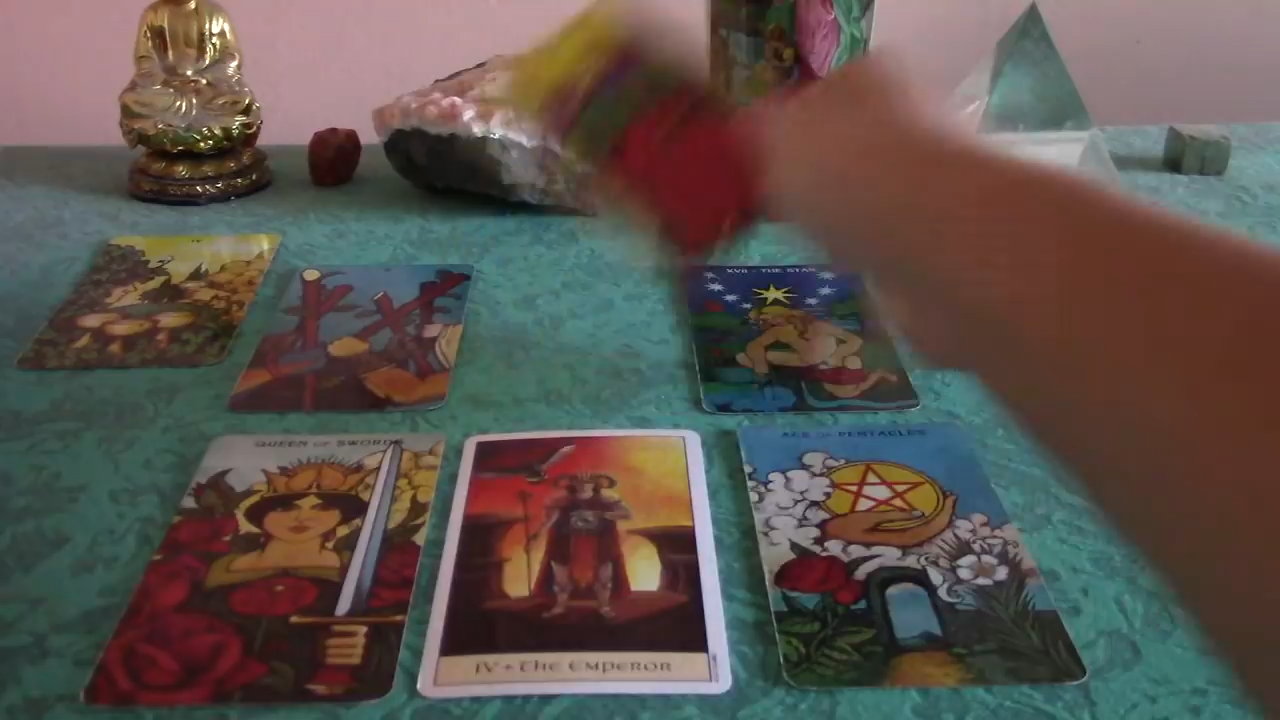 XVII · THE STAR
QUEEN OF SWORDS
ACE OF PENTACLES
IV + The Emperor